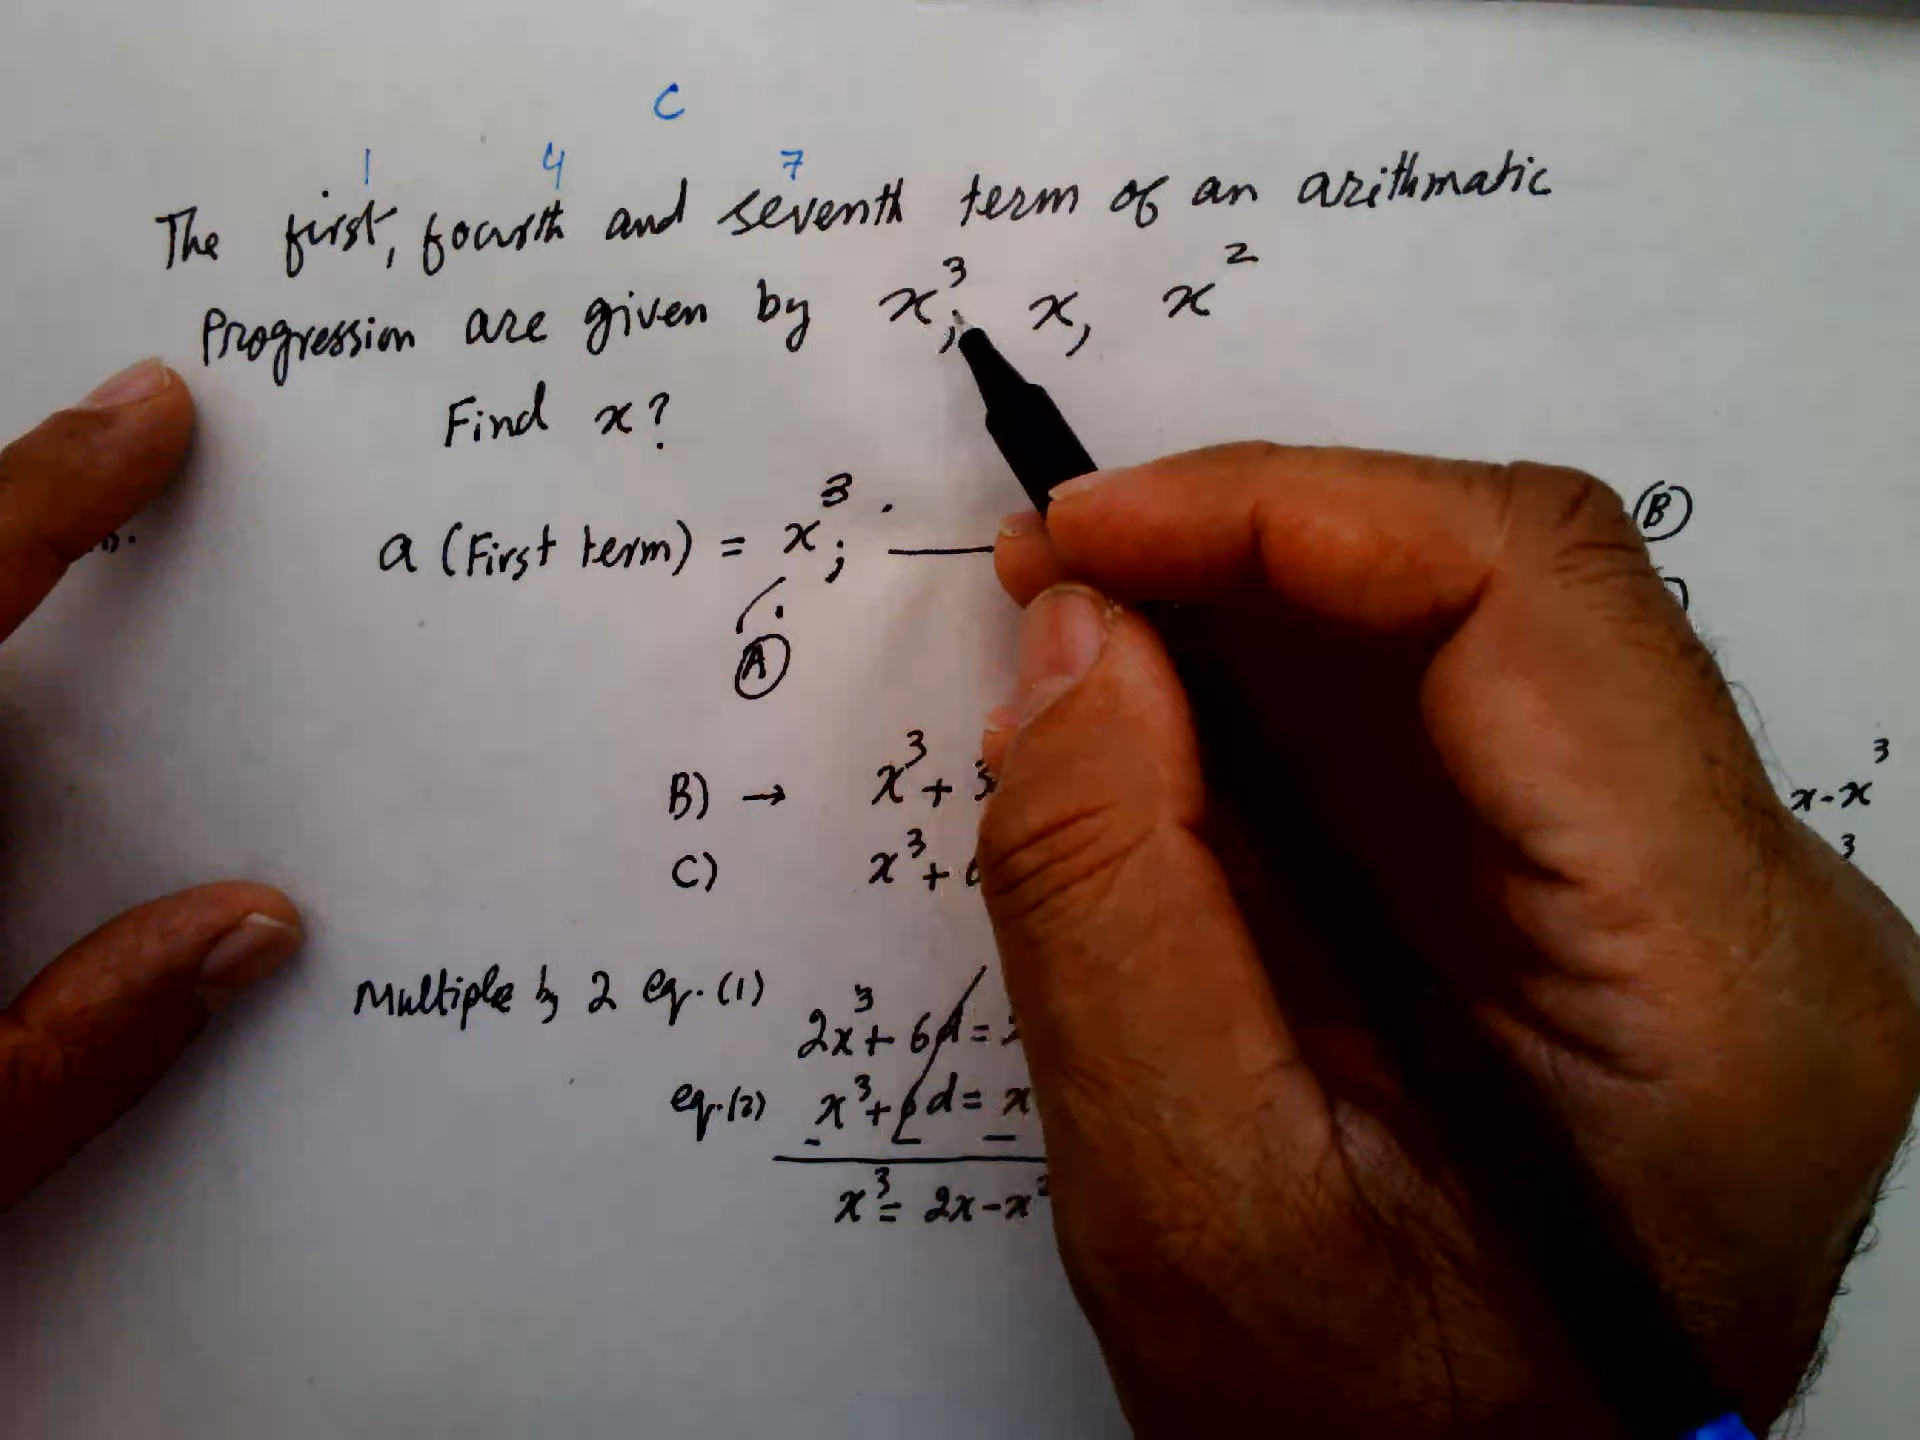 C
1 4 7
The first, fourth and seventh term of an arithmatic
Progression are given by x³; x, x²
Find x?
a (First term) = x³;
B
A
B) → x³ + 3
x - x³
C) x³ +
3
Multiple by 2 eq. (1) 2x³ + 6d =
eq. (2) x³ + 6d = x
x³ = 2x - x²